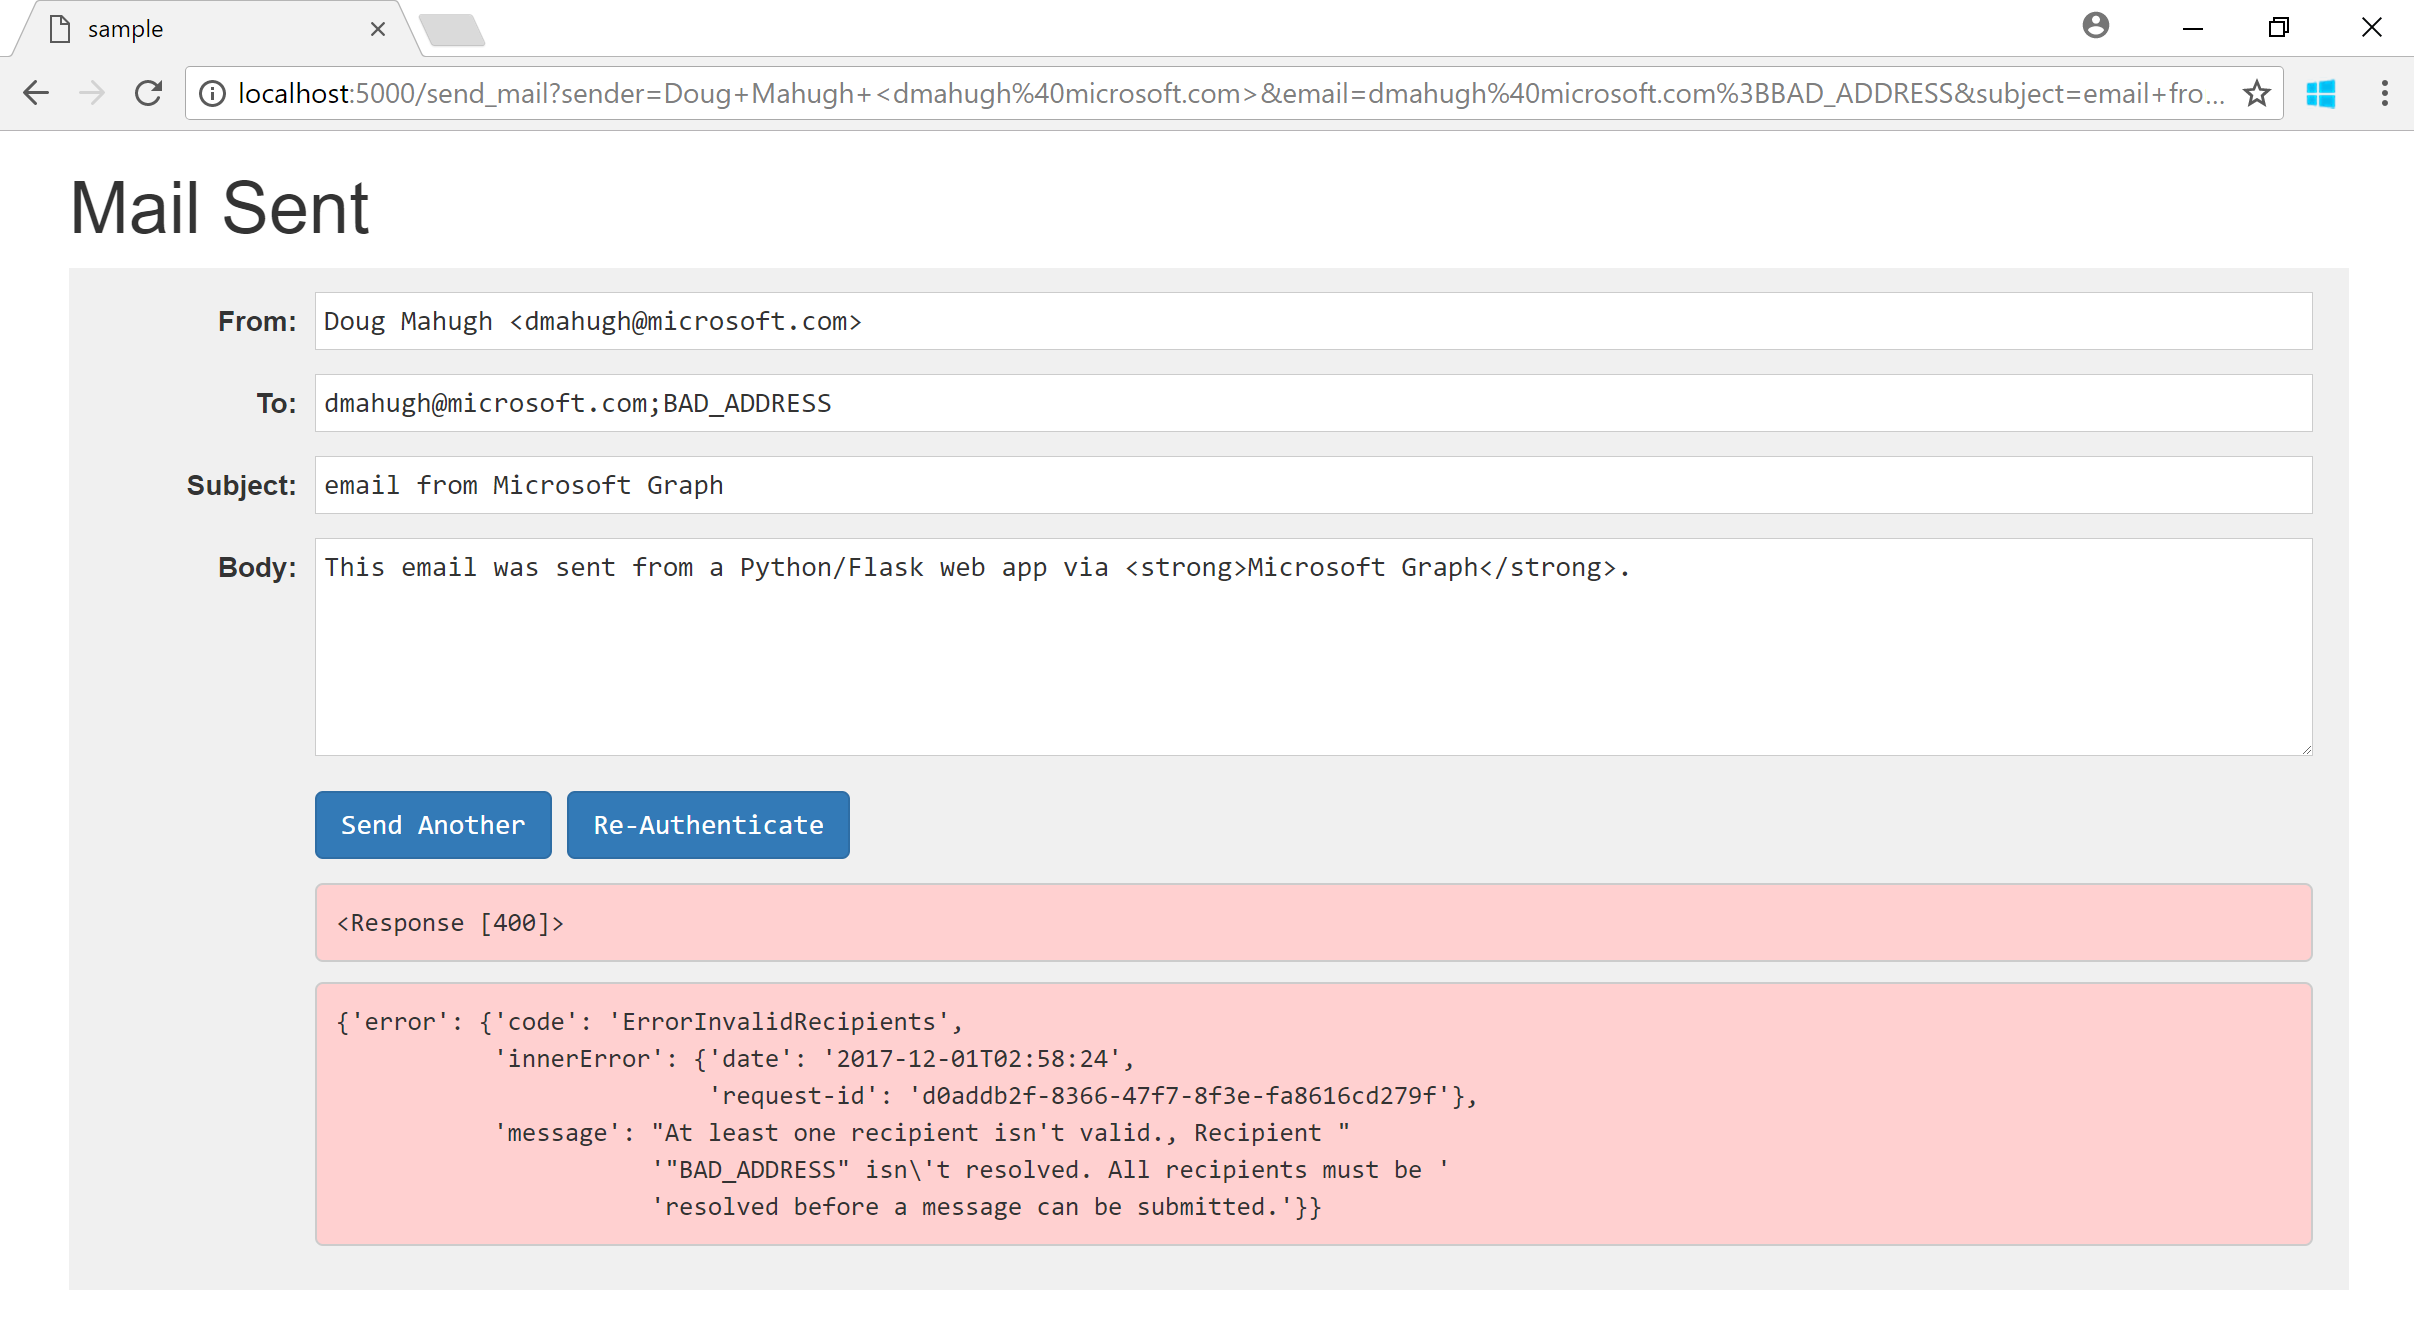 sample
localhost:5000/send_mail?sender=Doug+Mahugh+<dmahugh%40microsoft.com>&email=dmahugh%40microsoft.com%3BBAD_ADDRESS&subject=email+fro...
Mail Sent
From: Doug Mahugh <dmahugh@microsoft.com>
To: dmahugh@microsoft.com;BAD_ADDRESS
Subject: email from Microsoft Graph
Body: This email was sent from a Python/Flask web app via <strong>Microsoft Graph</strong>.
Send Another Re-Authenticate
<Response [400]>
{'error': {'code': 'ErrorInvalidRecipients',
'innerError': {'date': '2017-12-01T02:58:24',
'request-id': 'd0addb2f-8366-47f7-8f3e-fa8616cd279f'},
'message': "At least one recipient isn't valid., Recipient "
'"BAD_ADDRESS" isn\'t resolved. All recipients must be '
'resolved before a message can be submitted.'}}